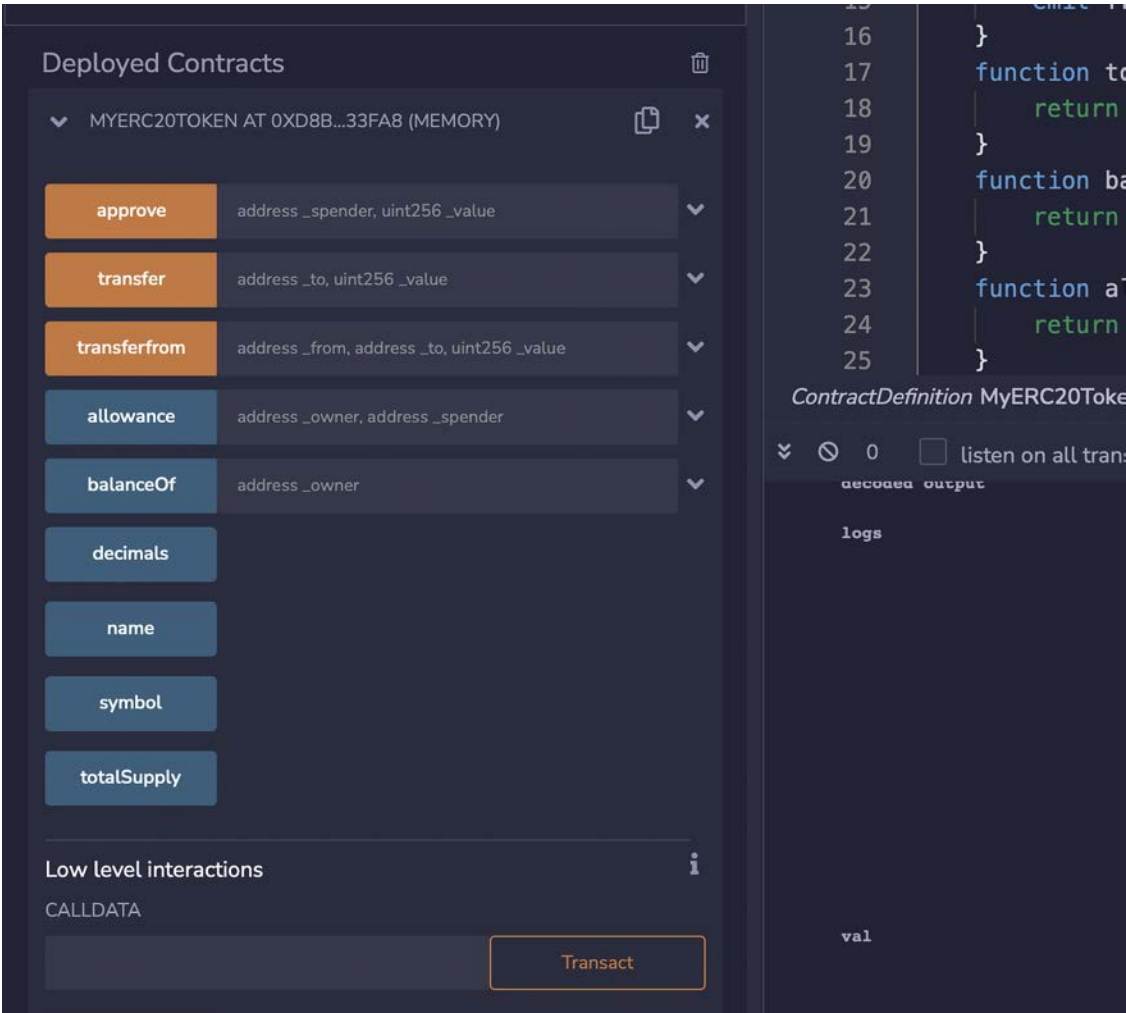 Deployed Contracts
MYERC20TOKEN AT 0XD8B...33FA8 (MEMORY)
approve address _spender, uint256 _value
transfer address _to, uint256 _value
transferfrom address _from, address _to, uint256 _value
allowance address _owner, address _spender
balanceOf address _owner
decimals
name
symbol
totalSupply
Low level interactions
CALLDATA
Transact
16 }
17 function to
18 return
19 }
20 function ba
21 return
22 }
23 function al
24 return
25 }
ContractDefinition MyERC20Toke
0 listen on all trans
decoded output
logs
val